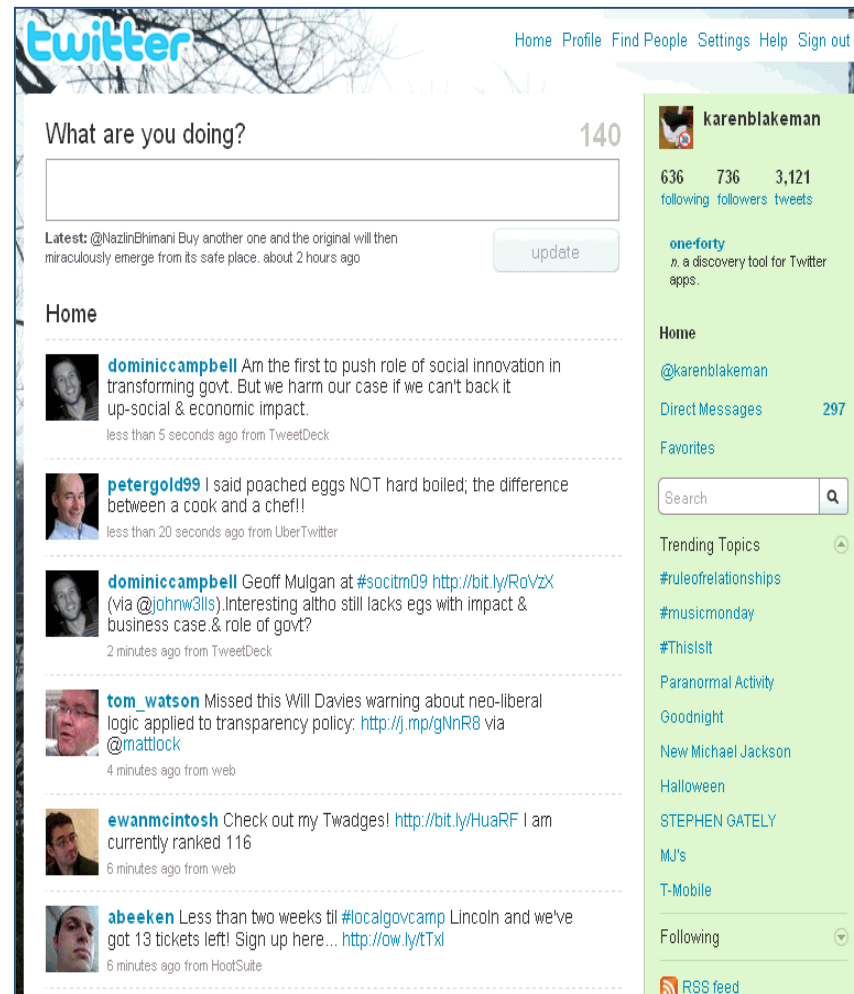 twitter
Home Profile Find People Settings Help Sign out
What are you doing?
140
Latest: @NazlinBhimani Buy another one and the original will then
miraculously emerge from its safe place. about 2 hours ago
update
Home
dominiccampbell Am the first to push role of social innovation in
transforming govt. But we harm our case if we can't back it
up-social & economic impact.
less than 5 seconds ago from TweetDeck
petergold99 I said poached eggs NOT hard boiled; the difference
between a cook and a chef!!
less than 20 seconds ago from UberTwitter
dominiccampbell Geoff Mulgan at #socitm09 http://bit.ly/RoVzX
(via @johnw3lls).Interesting altho still lacks egs with impact &
business case.& role of govt?
2 minutes ago from TweetDeck
tom_watson Missed this Will Davies warning about neo-liberal
logic applied to transparency policy: http://j.mp/gNnR8 via
@mattlock
4 minutes ago from web
ewanmcintosh Check out my Twadges! http://bit.ly/HuaRF I am
currently ranked 116
6 minutes ago from web
abeeken Less than two weeks til #localgovcamp Lincoln and we've
got 13 tickets left! Sign up here... http://ow.ly/tTxl
6 minutes ago from HootSuite
karenblakeman
636 736 3,121
following followers tweets
oneforty
n. a discovery tool for Twitter
apps.
Home
@karenblakeman
Direct Messages 297
Favorites
Search
Trending Topics
#ruleofrelationships
#musicmonday
#ThisIsIt
Paranormal Activity
Goodnight
New Michael Jackson
Halloween
STEPHEN GATELY
MJ's
T-Mobile
Following
RSS feed